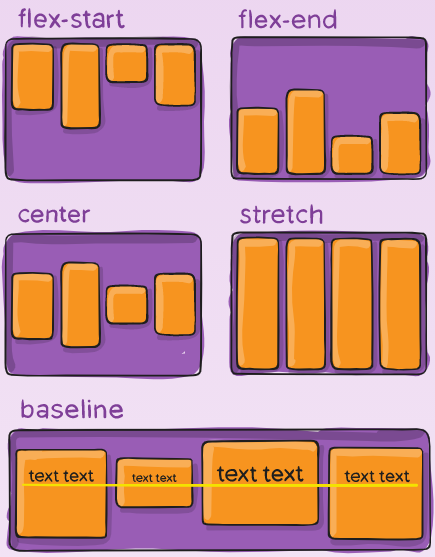 flex-start
flex-end
center
stretch
baseline
text text
text text
text text
text text